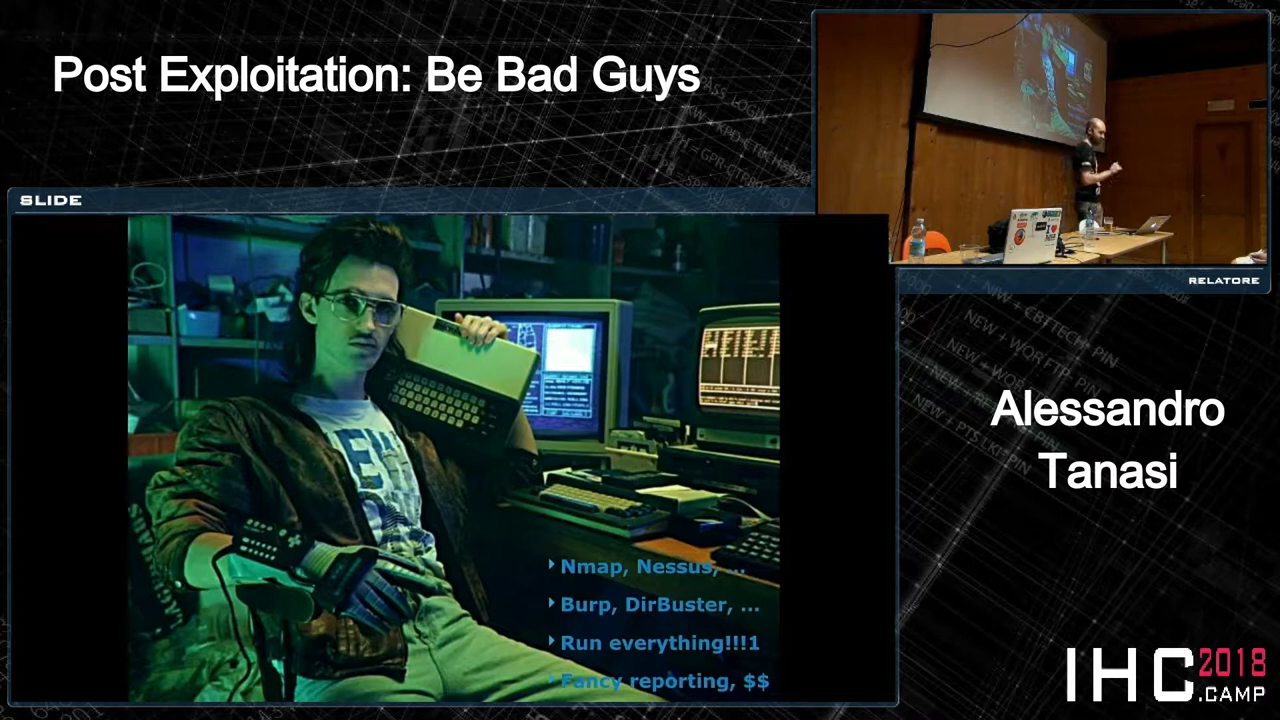 Post Exploitation: Be Bad Guys
SLIDE
RELATORE
Nmap, Nessus, ...
Burp, DirBuster, ...
Run everything!!!1
Fancy reporting, $$
Alessandro
Tanasi
IHC 2018
.CAMP